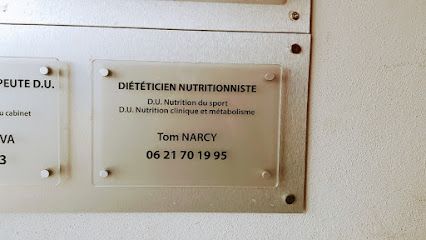 PEUTE D.U.
u cabinet
VA
3
DIÉTÉTICIEN NUTRITIONNISTE
D.U. Nutrition du sport
D.U. Nutrition clinique et métabolisme
Tom NARCY
06 21 70 19 95